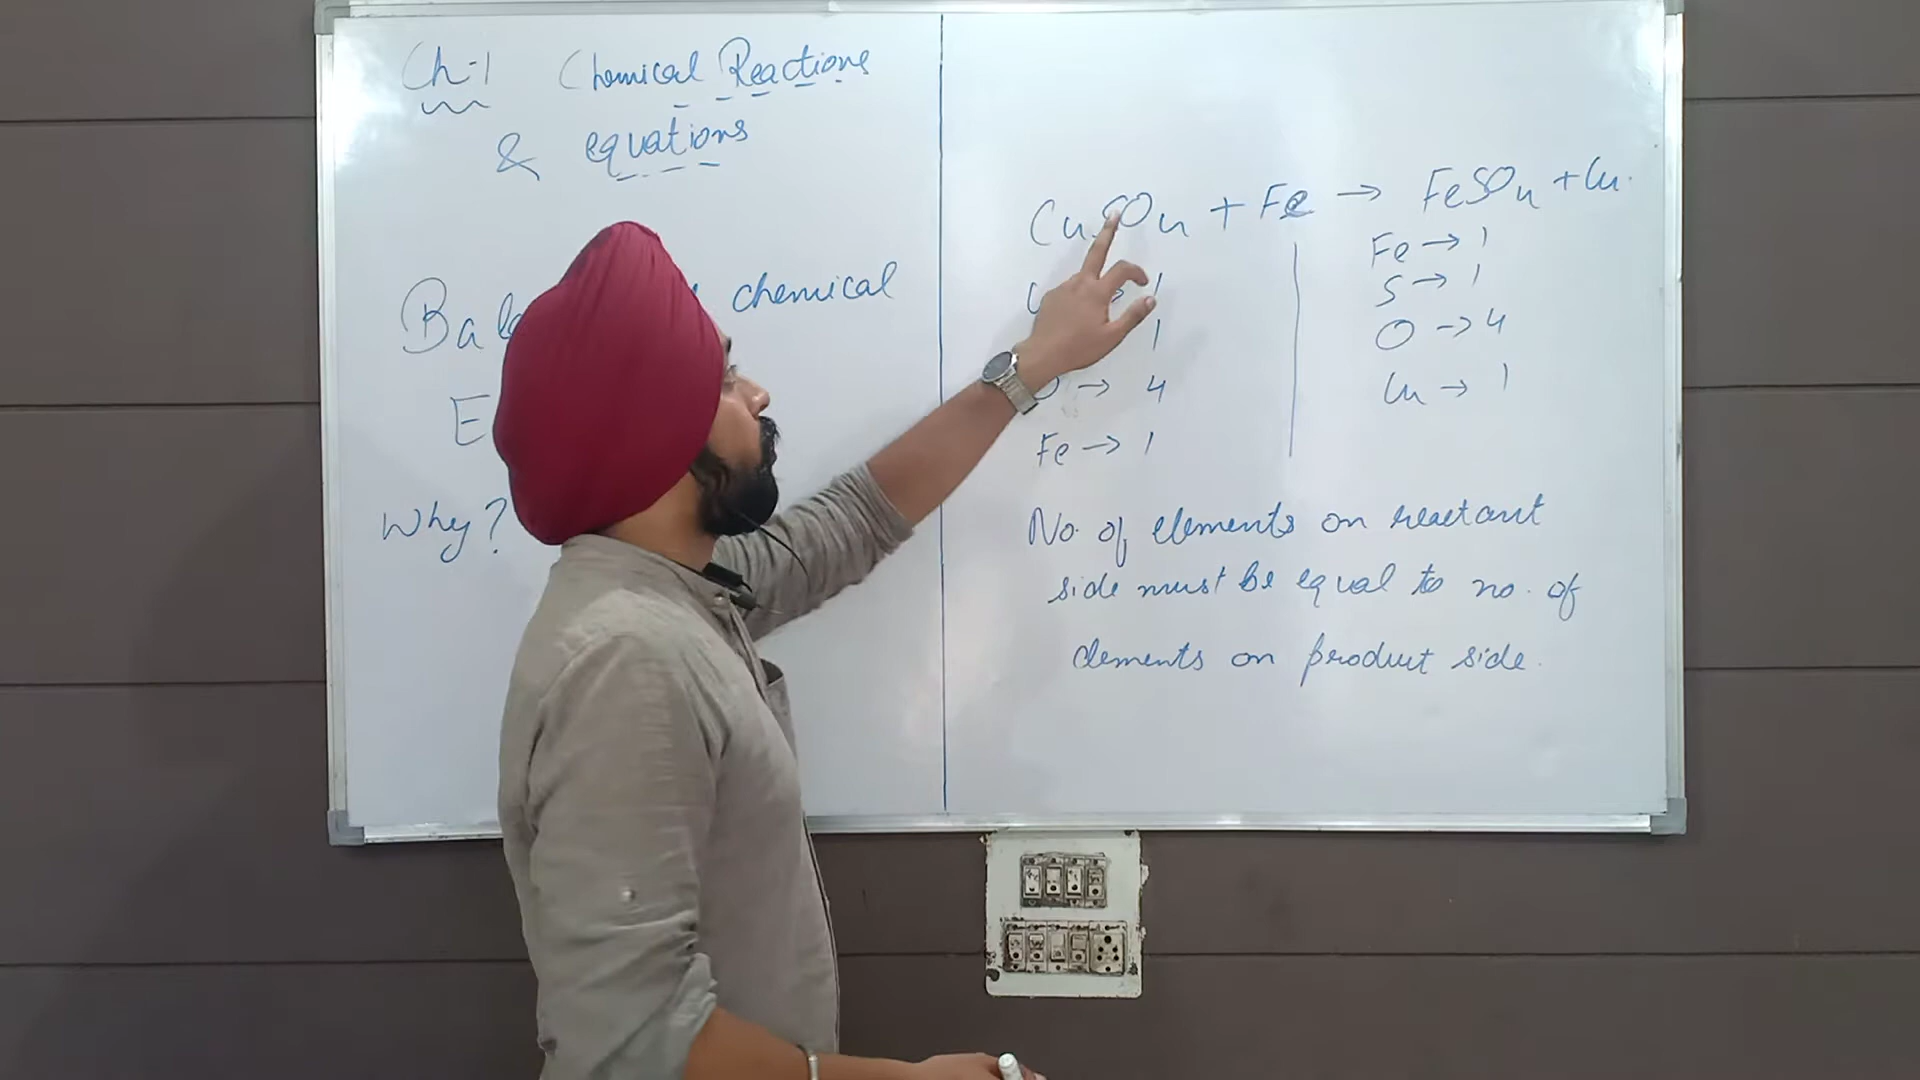 Ch-1 Chemical Reactions
& equations
chemical
Why?
CuSO4 + Fe → FeSO4 + Cu.
1
1
→ 4
Fe → 1
Fe → 1
S → 1
O → 4
Cu → 1
No. of elements on reactant
side must be equal to no. of
elements on product side.